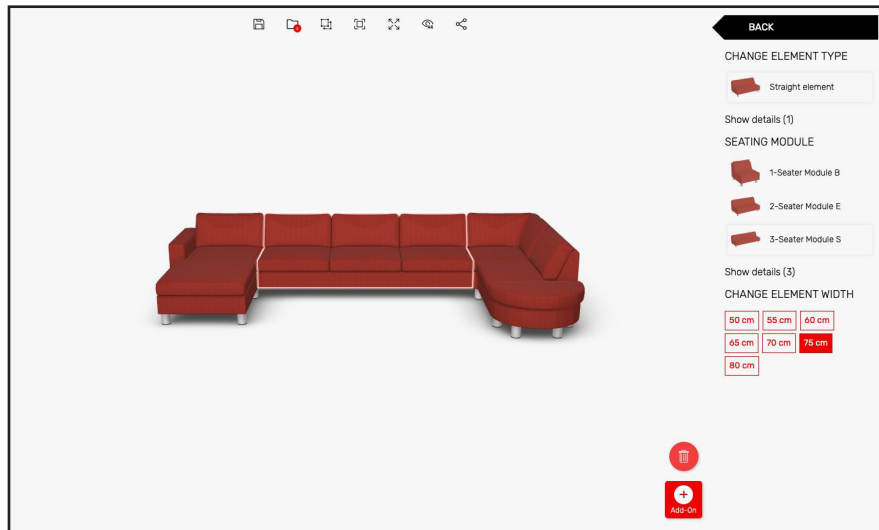 BACK
CHANGE ELEMENT TYPE
Straight element
Show details (1)
SEATING MODULE
1-Seater Module B
2-Seater Module E
3-Seater Module S
Show details (3)
CHANGE ELEMENT WIDTH
50 cm 55 cm 60 cm
65 cm 70 cm 75 cm
80 cm
Add-On